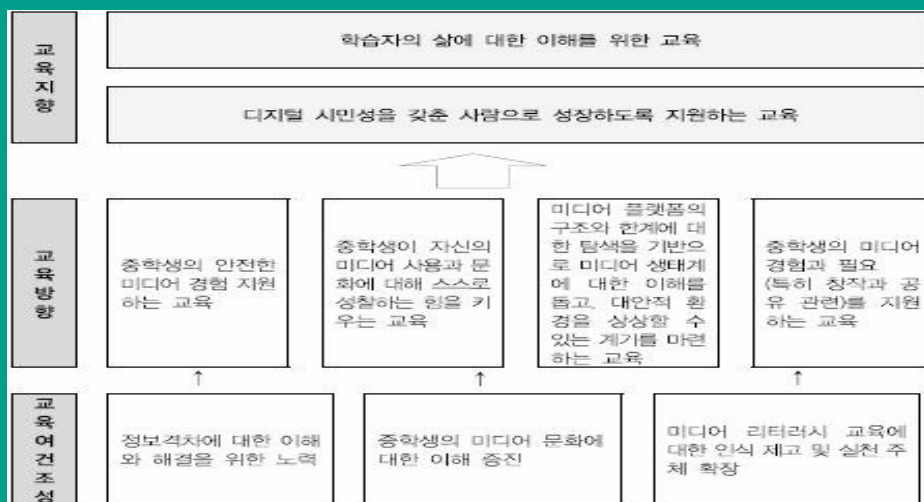 교육지향
학습자의 삶에 대한 이해를 위한 교육
디지털 시민성을 갖춘 사람으로 성장하도록 지원하는 교육
교육방향
중학생의 안전한
미디어 경험 지원
하는 교육
중학생이 자신의
미디어 사용과 문
화에 대해 스스로
성찰하는 힘을 키
우는 교육
미디어 플랫폼의
구조와 한계에 대
한 탐색을 기반으
로 미디어 생태계
에 대한 이해를
돕고, 대안적 환
경을 상상할 수
있는 계기를 마련
하는 교육
중학생의 미디어
경험과 필요
(특히 창작과 공
유 관련)를 지원
하는 교육
교육여건조성
정보격차에 대한 이해
와 해결을 위한 노력
중학생의 미디어 문화에
대한 이해 증진
미디어 리터러시 교육에
대한 인식 제고 및 실천 주
체 확장